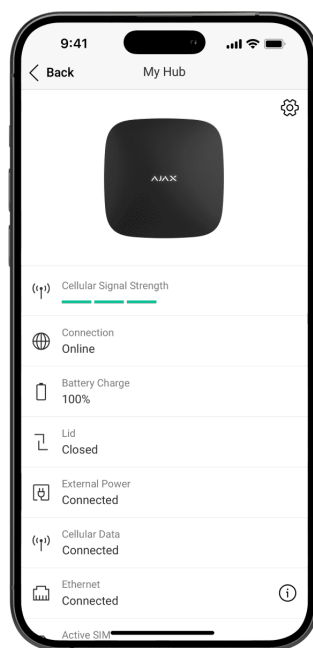 9:41
Back My Hub
AJAX
Cellular Signal Strength
Connection
Online
Battery Charge
100%
Lid
Closed
External Power
Connected
Cellular Data
Connected
Ethernet
Connected
Active SIM